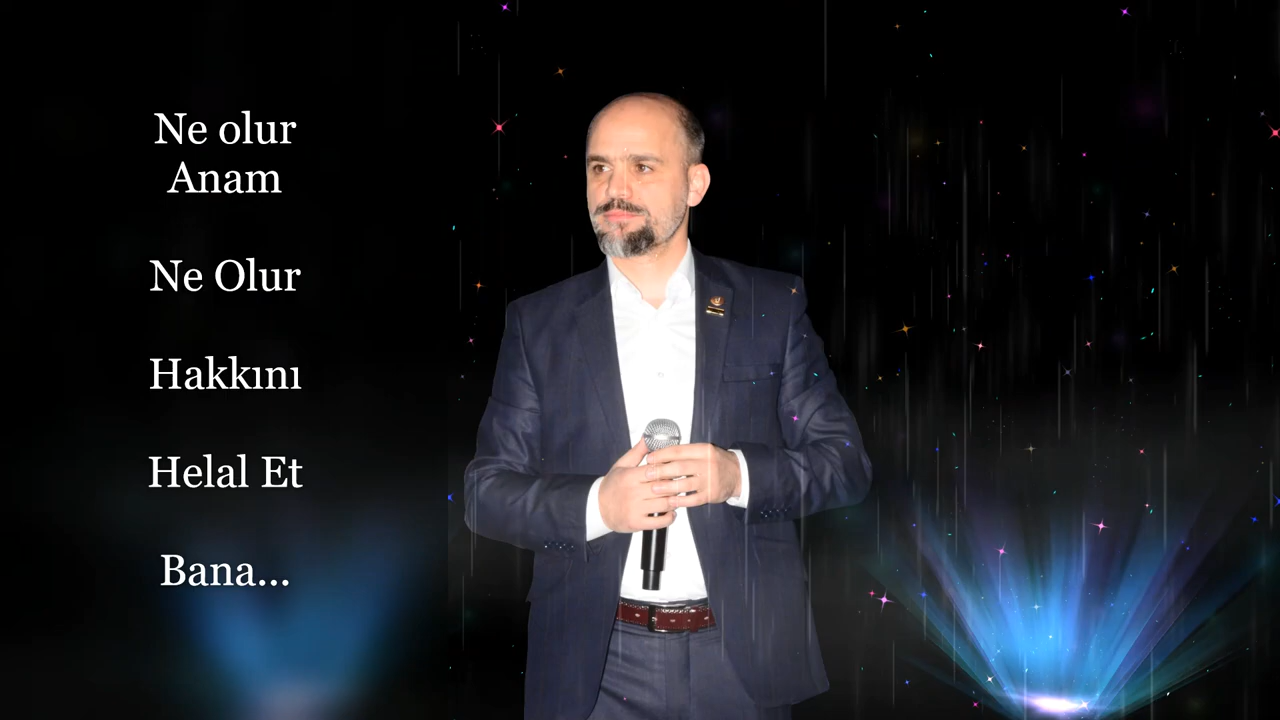 Ne olur
Anam
Ne Olur
Hakkını
Helal Et
Bana...